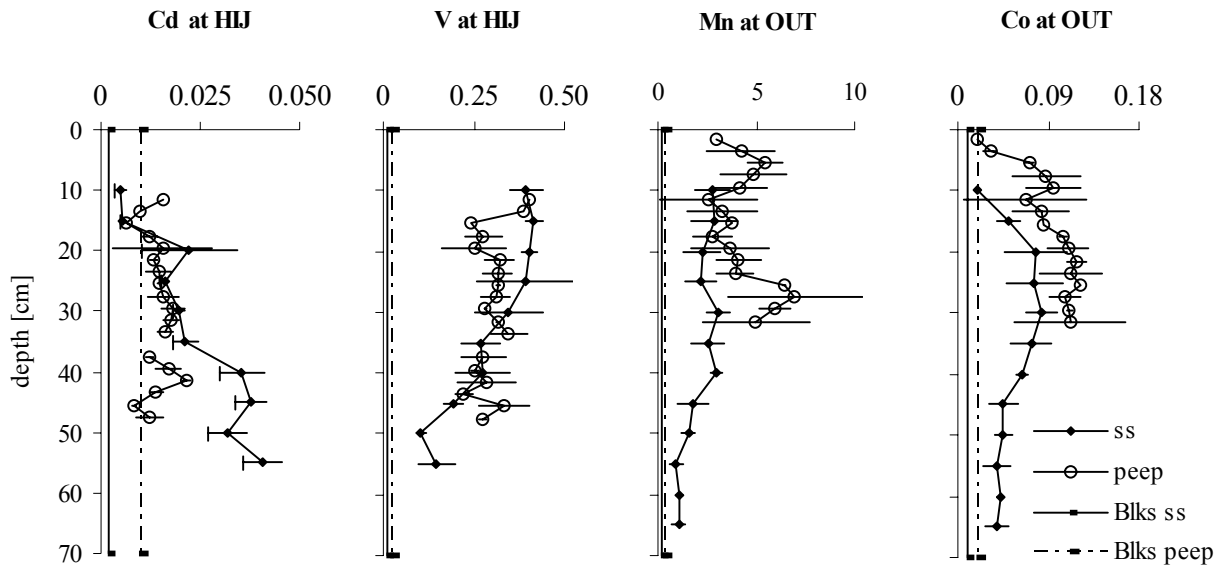 Cd at HIJ V at HIJ Mn at OUT Co at OUT
0 0.025 0.050 0 0.25 0.50 0 5 10 0 0.09 0.18
0
10
20
30
40
50
60
70
depth [cm]
ss
peep
Blks ss
Blks peep